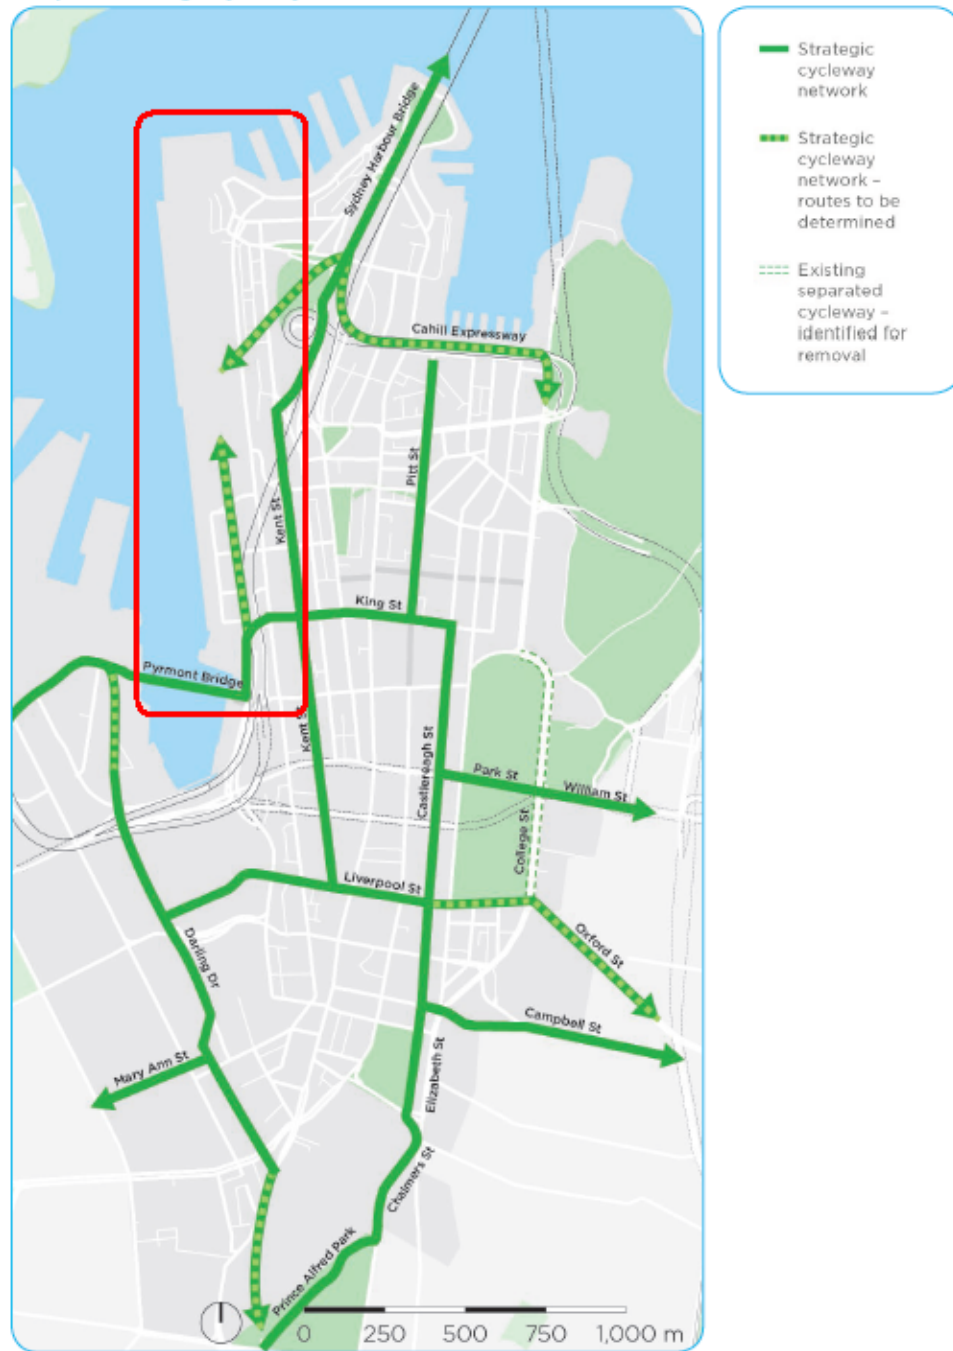 Strategic
cycleway
network
Strategic
cycleway
network –
routes to be
determined
Existing
separated
cycleway –
identified for
removal
Sydney Harbour Bridge
Cahill Expressway
Pitt St
Kent St
King St
Pyrmont Bridge
Kent St
Castlereagh St
Park St
William St
College St
Liverpool St
Oxford St
Darling Dr
Campbell St
Mary Ann St
Elizabeth St
Chalmers St
Prince Alfred Park
0 250 500 750 1,000 m